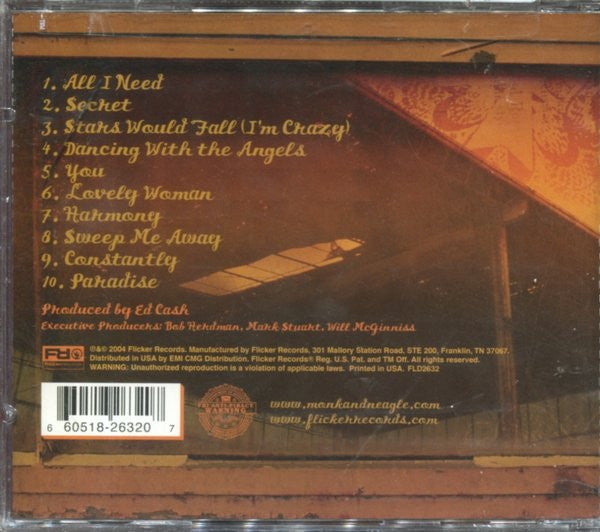 1. All I Need
2. Secret
3. Stars Would Fall (I'm Crazy)
4. Dancing With the Angels
5. You
6. Lovely Woman
7. Harmony
8. Sweep Me Away
9. Constantly
10. Paradise
Produced by Ed Cash
Executive Producers: Bob Herdman, Mark Stuart, Will McGinniss
℗&© 2004 Flicker Records. Manufactured by Flicker Records, 301 Mallory Station Road, STE 200, Franklin, TN 37067.
Distributed in USA by EMI CMG Distribution. Flicker Records® Reg. U.S. Pat. and TM Off. All rights reserved.
WARNING: Unauthorized reproduction is a violation of applicable laws. Printed in USA. FLD2632
6 60518-26320 7
FBI ANTI-PIRACY
WARNING
www.monkandneagle.com
www.flickerrecords.com